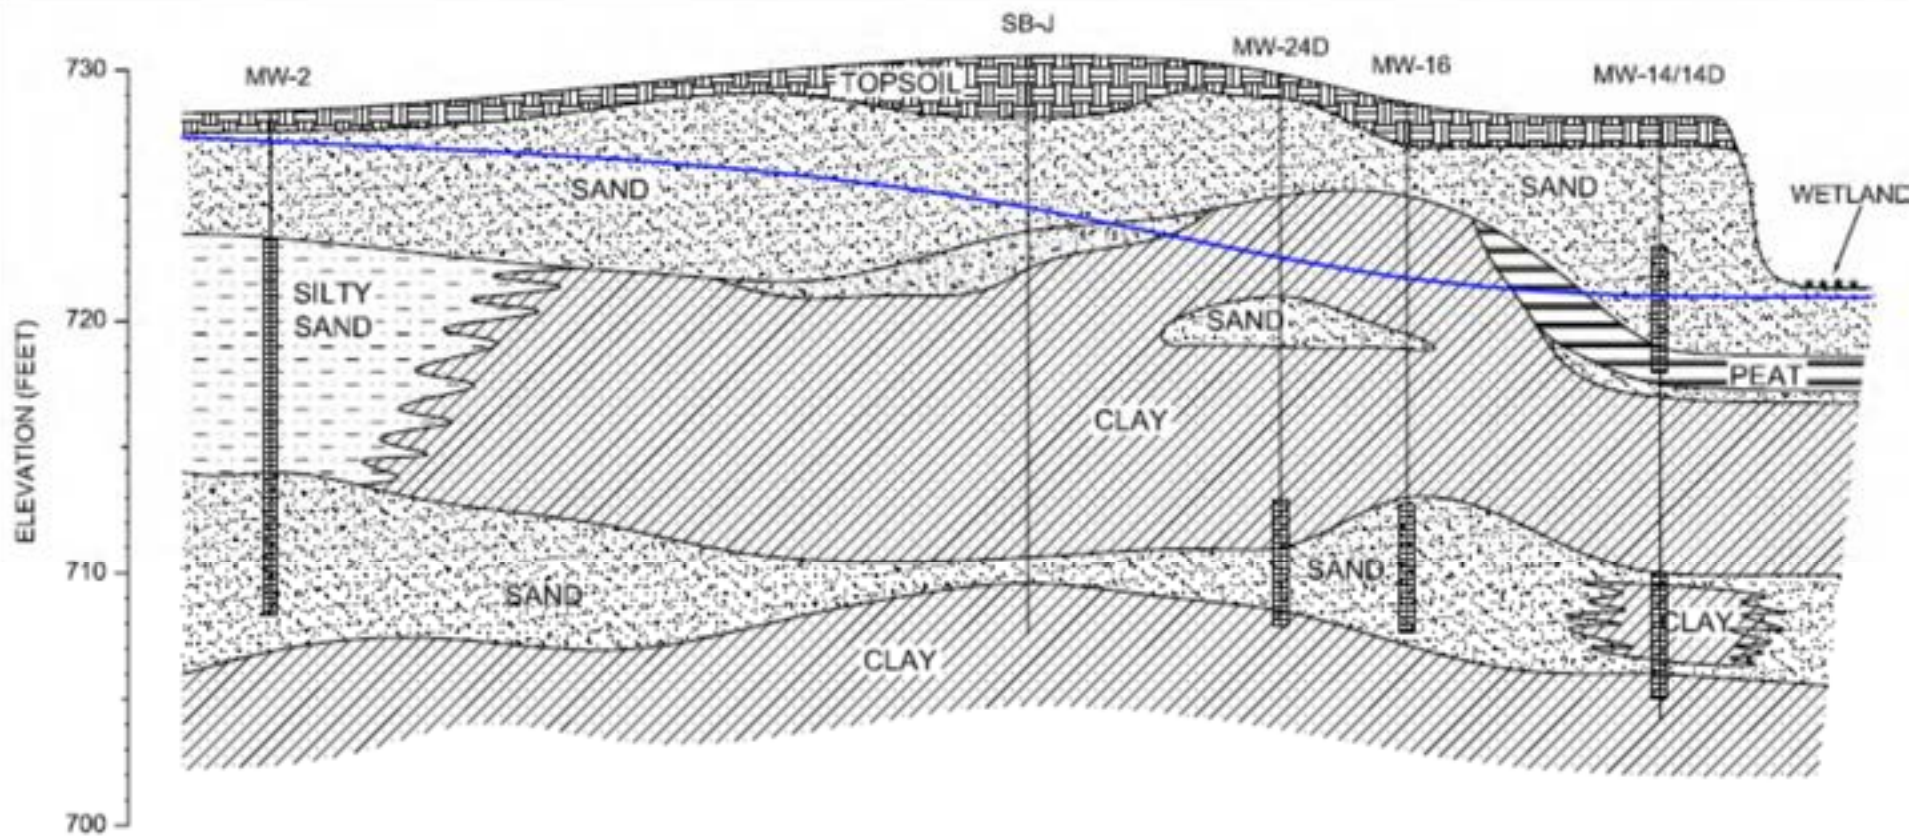 SB-J
MW-24D
MW-16
MW-2
MW-14/14D
730
TOPSOIL
SAND
SAND
WETLAND
SILTY
SAND
720
SAND
PEAT
CLAY
ELEVATION (FEET)
710
SAND
SAND
CLAY
CLAY
700